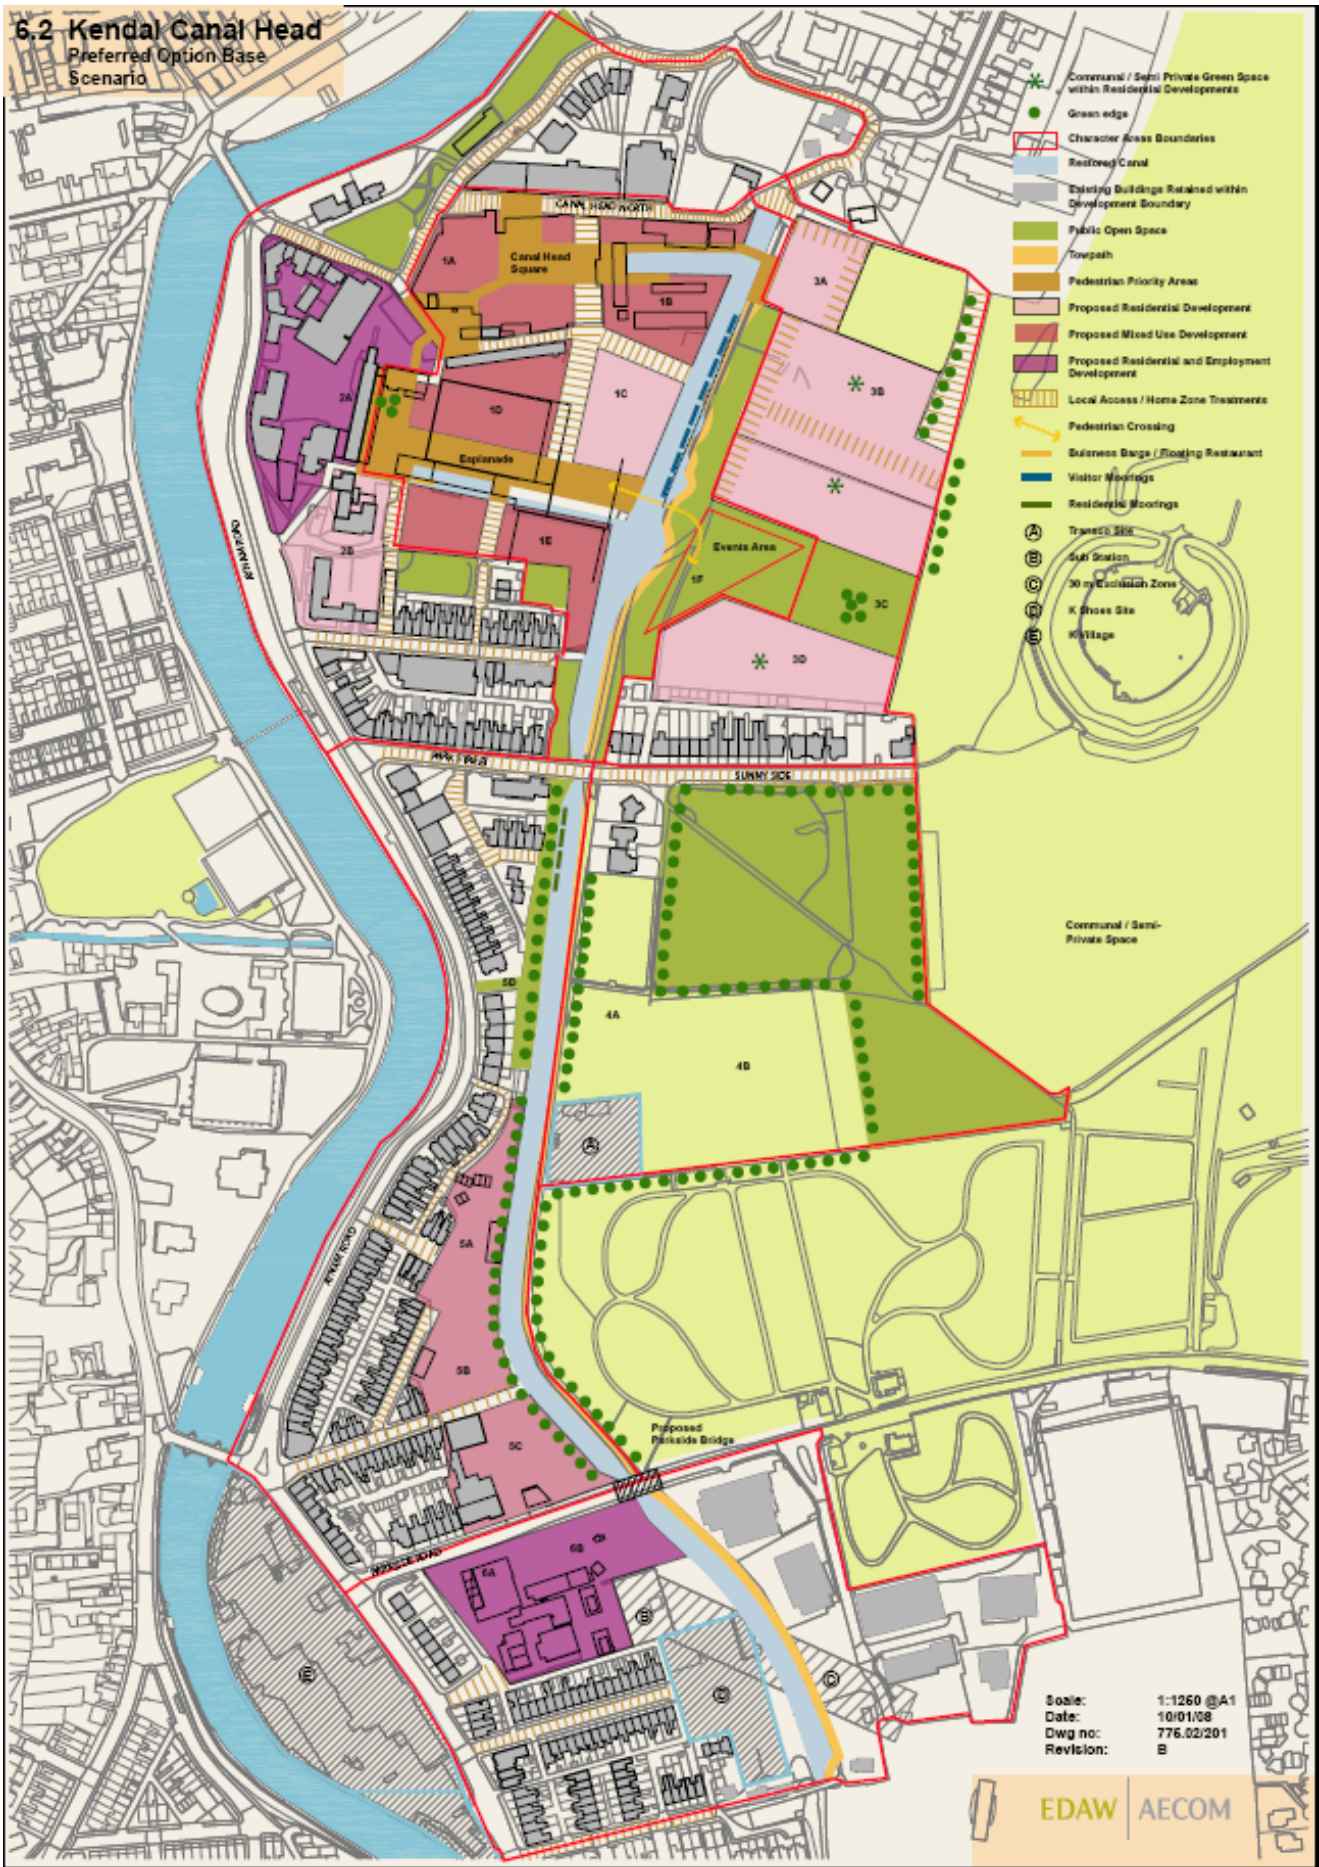 6.2 Kendal Canal Head
Preferred Option Base
Scenario
Communal / Semi Private Green Space
within Residential Developments
Green edge
Character Areas Boundaries
Restored Canal
Existing Buildings Retained within
Development Boundary
Public Open Space
Towpath
Pedestrian Priority Areas
Proposed Residential Development
Proposed Mixed Use Development
Proposed Residential and Employment
Development
Local Access / Home Zone Treatments
Pedestrian Crossing
Buisness Barge / Floating Restaurant
Visitor Moorings
Residential Moorings
A Transco Site
B Sub Station
C 30 m Exclusion Zone
D K Shoes Site
E K Village
CANAL HEAD NORTH
1A
Canal Head
Square
1B
3A
2A
1D
1C
3B
Esplanade
2B
1E
Events Area
1F
3C
3D
SUNNY SIDE
Communal / Semi-
Private Space
5D
4A
4B
A
5A
AYNAM ROAD
5B
5C
Proposed
Parkside Bridge
6A
6B
B
C
D
E
Scale: 1:1250 @A1
Date: 10/01/08
Dwg no: 776.02/201
Revision: B
EDAW | AECOM